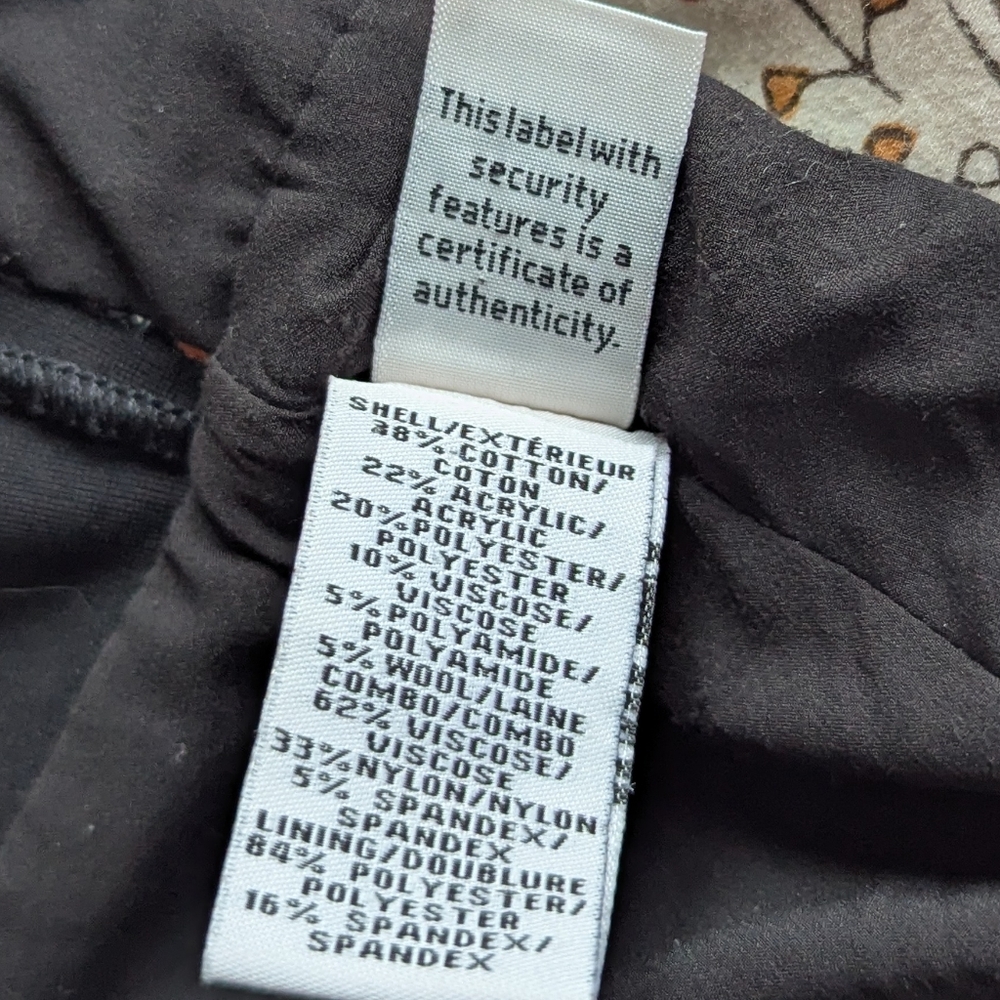 This label with
security
features is a
certificate of
authenticity.
SHELL/EXTÉRIEUR
38% COTTON/
COTON
22% ACRYLIC/
ACRYLIC
20% POLYESTER/
POLYESTER
10% VISCOSE/
VISCOSE
5% POLYAMIDE/
POLYAMIDE
5% WOOL/LAINE
COMBO/COMBO
62% VISCOSE/
VISCOSE
33% NYLON/NYLON
5% SPANDEX/
SPANDEX
LINING/DOUBLURE
84% POLYESTER/
POLYESTER
16% SPANDEX/
SPANDEX